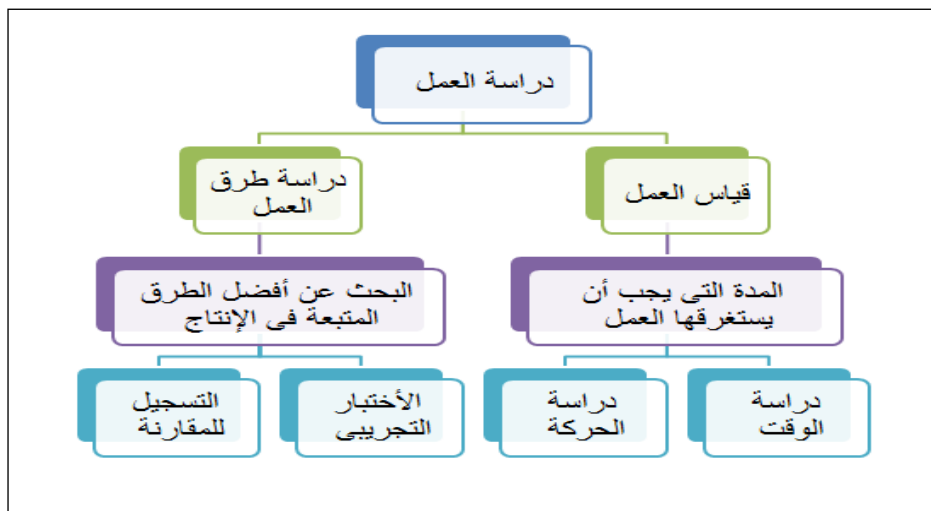 دراسة العمل
قياس العمل
دراسة طرق
العمل
المدة التى يجب أن
يستغرقها العمل
البحث عن أفضل الطرق
المتبعة فى الإنتاج
دراسة
الوقت
دراسة
الحركة
الأختبار
التجريبى
التسجيل
للمقارنة